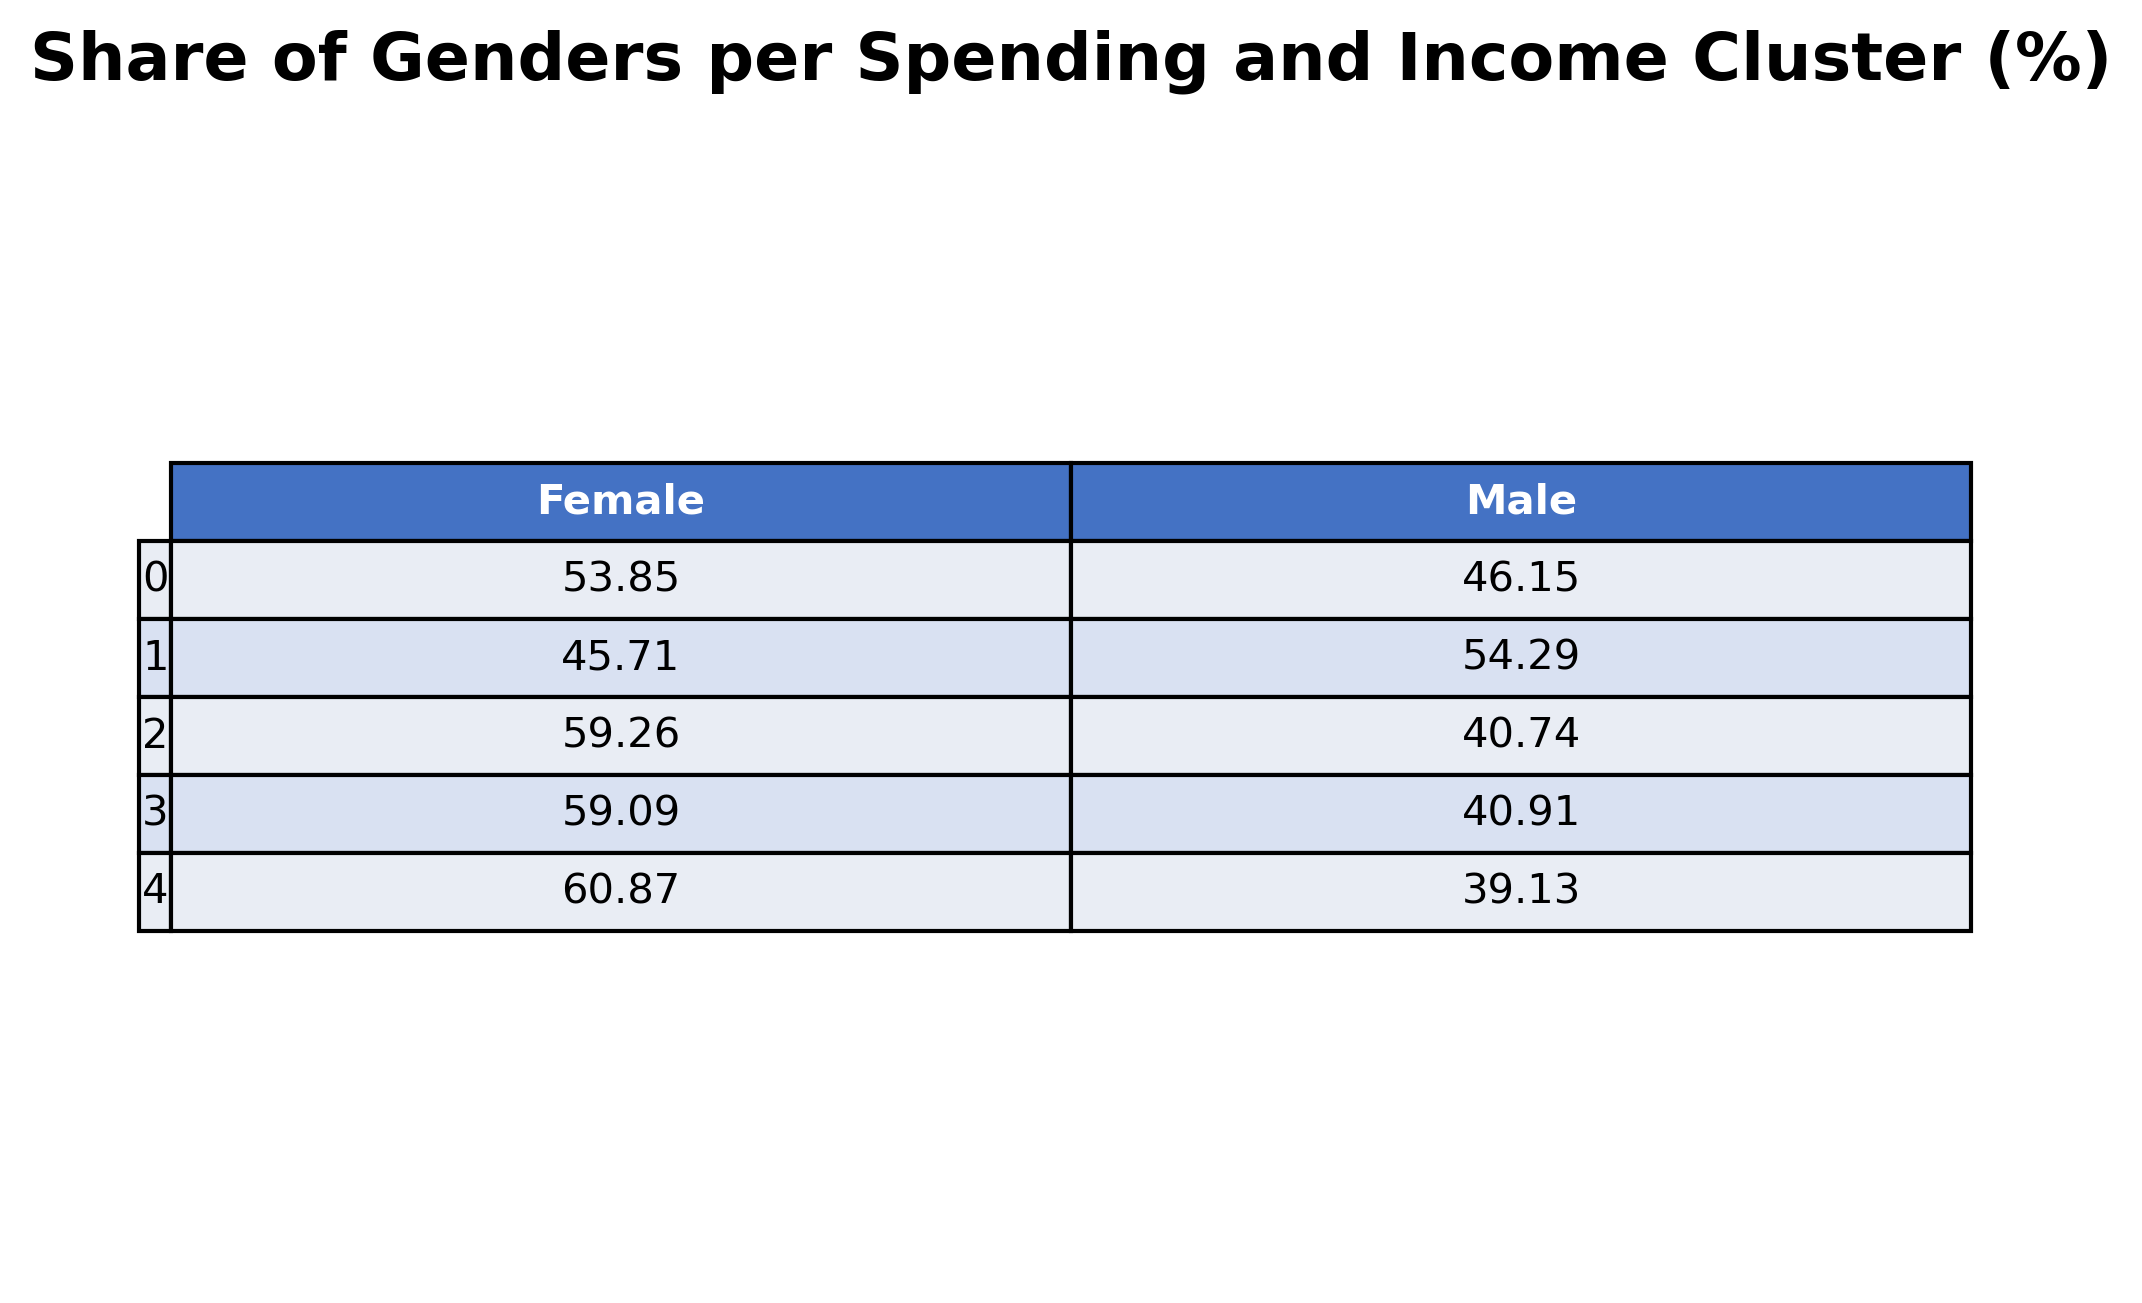 Share of Genders per Spending and Income Cluster (%)
Female Male
0 53.85 46.15
1 45.71 54.29
2 59.26 40.74
3 59.09 40.91
4 60.87 39.13